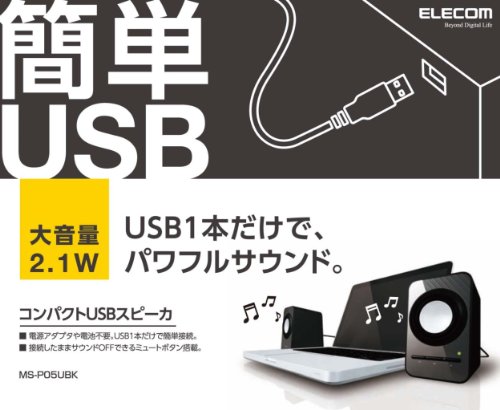 簡単
USB
ELECOM
Beyond Digital Life
大音量
2.1W
USB1本だけで、
パワフルサウンド。
コンパクトUSBスピーカ
■ 電源アダプタや電池不要。USB1本だけで簡単接続。
■ 接続したままサウンドOFFできるミュートボタン搭載。
MS-P05UBK